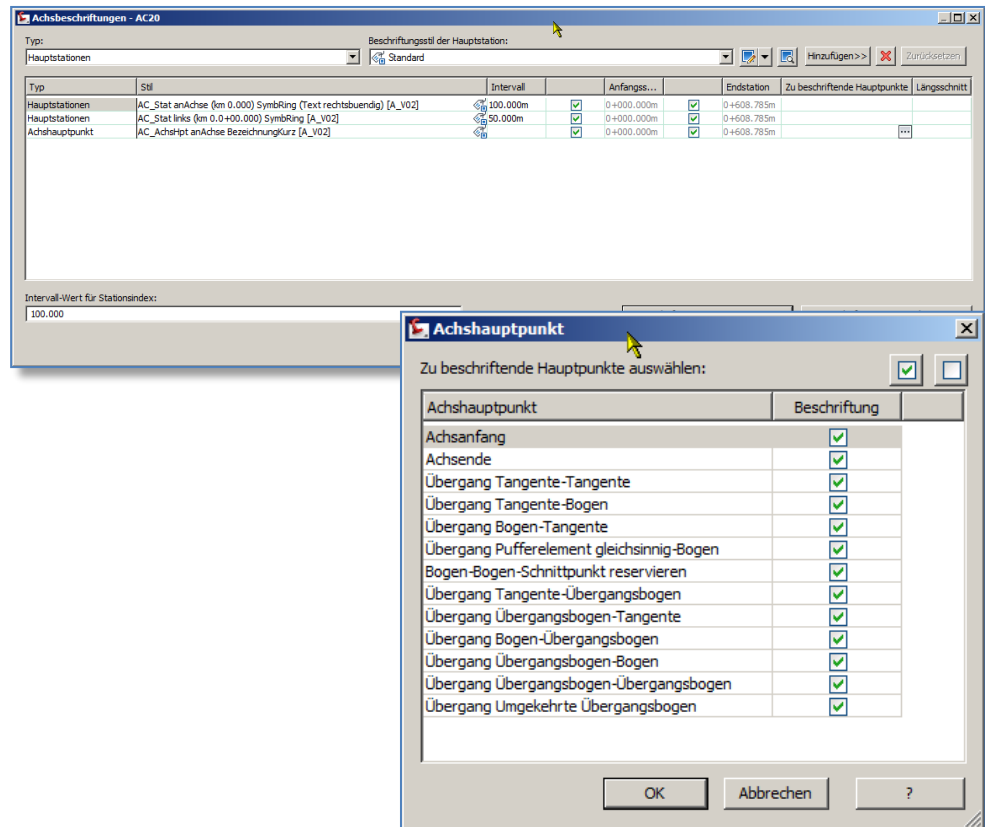 Achsbeschriftungen - AC20
Typ: Beschriftungsstil der Hauptstation:
Hauptstationen Standard Hinzufügen>> Zurücksetzen
Typ Stil Intervall Anfangss... Endstation Zu beschriftende Hauptpunkte Längsschnitt
Hauptstationen AC_Stat anAchse (km 0.000) SymbRing (Text rechtsbuendig) [A_V02] 100.000m 0+000.000m 0+608.785m
Hauptstationen AC_Stat links (km 0.0+00.000) SymbRing [A_V02] 50.000m 0+000.000m 0+608.785m
Achshauptpunkt AC_AchsHpt anAchse BezeichnungKurz [A_V02] 0+000.000m 0+608.785m ...
Intervall-Wert für Stationsindex:
100.000
Achshauptpunkt
Zu beschriftende Hauptpunkte auswählen:
Achshauptpunkt Beschriftung
Achsanfang
Achsende
Übergang Tangente-Tangente
Übergang Tangente-Bogen
Übergang Bogen-Tangente
Übergang Pufferelement gleichsinnig-Bogen
Bogen-Bogen-Schnittpunkt reservieren
Übergang Tangente-Übergangsbogen
Übergang Übergangsbogen-Tangente
Übergang Bogen-Übergangsbogen
Übergang Übergangsbogen-Bogen
Übergang Übergangsbogen-Übergangsbogen
Übergang Umgekehrte Übergangsbogen
OK Abbrechen ?